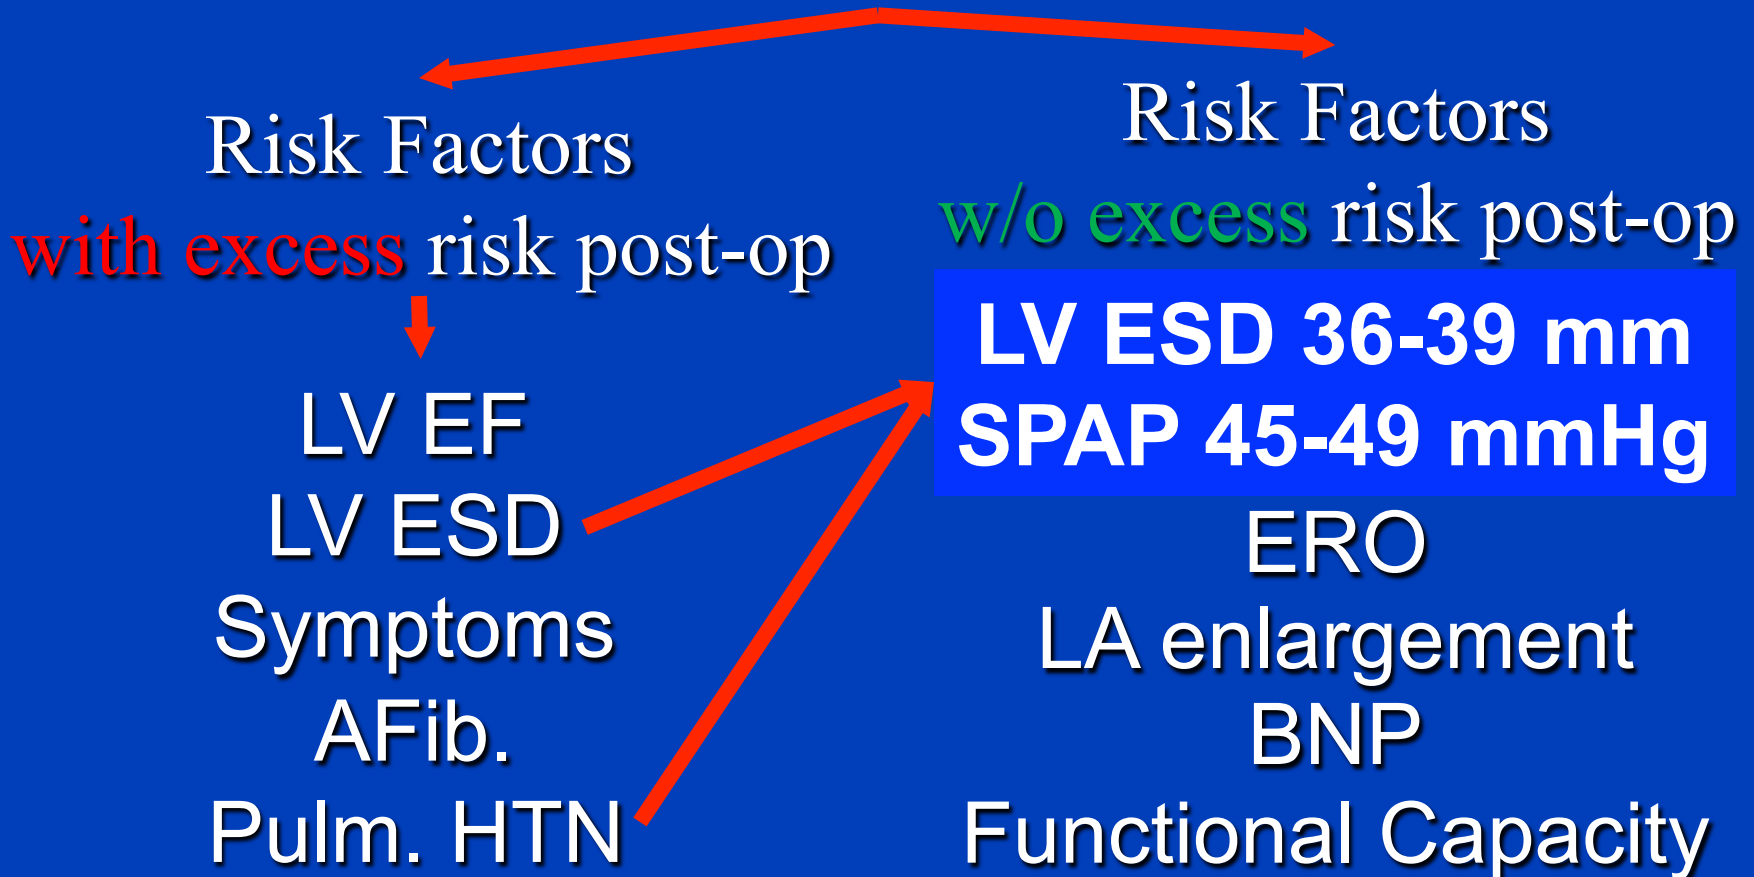 Risk Factors
with excess risk post-op
LV EF
LV ESD
Symptoms
AFib.
Pulm. HTN
Risk Factors
w/o excess risk post-op
LV ESD 36-39 mm
SPAP 45-49 mmHg
ERO
LA enlargement
BNP
Functional Capacity